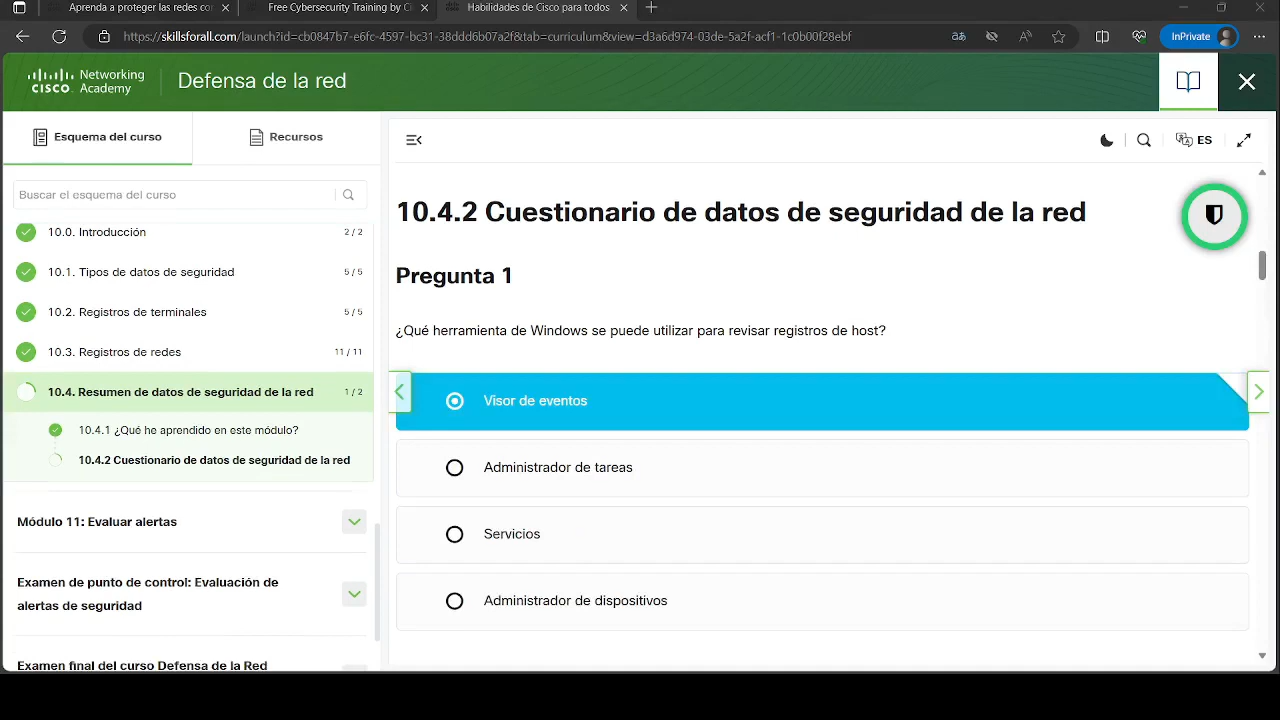 Aprenda a proteger las redes cor
Free Cybersecurity Training by Ci
Habilidades de Cisco para todos
https://skillsforall.com/launch?id=cb0847b7-e6fc-4597-bc31-38ddd6b07a2f&tab=curriculum&view=d3a6d974-03de-5a2f-acf1-1c0b00f28ebf
InPrivate
Networking
CISCO Academy
Defensa de la red
Esquema del curso
Recursos
ES
Buscar el esquema del curso
10.0. Introducción 2 / 2
10.1. Tipos de datos de seguridad 5 / 5
10.2. Registros de terminales 5 / 5
10.3. Registros de redes 11 / 11
10.4. Resumen de datos de seguridad de la red 1 / 2
10.4.1 ¿Qué he aprendido en este módulo?
10.4.2 Cuestionario de datos de seguridad de la red
Módulo 11: Evaluar alertas
Examen de punto de control: Evaluación de
alertas de seguridad
Examen final del curso Defensa de la Red
10.4.2 Cuestionario de datos de seguridad de la red
Pregunta 1
¿Qué herramienta de Windows se puede utilizar para revisar registros de host?
Visor de eventos
Administrador de tareas
Servicios
Administrador de dispositivos